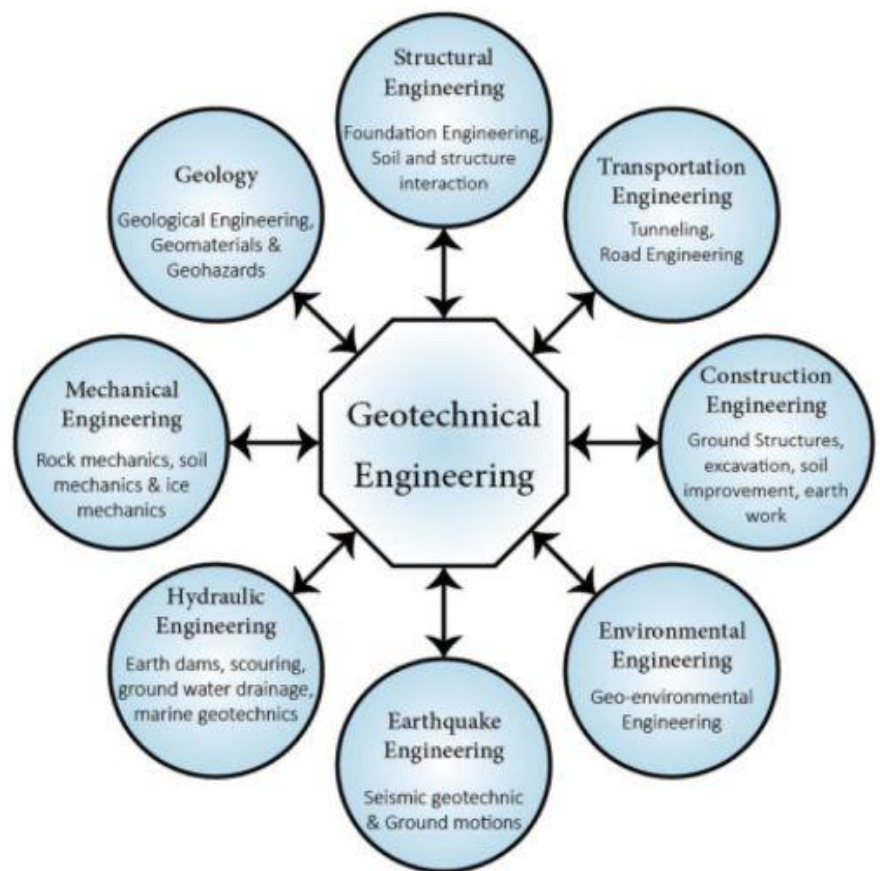 Structural
Engineering
Foundation Engineering,
Soil and structure
interaction
Transportation
Engineering
Tunneling,
Road Engineering
Construction
Engineering
Ground Structures,
excavation, soil
improvement, earth
work
Environmental
Engineering
Geo-environmental
Engineering
Earthquake
Engineering
Seismic geotechnic
& Ground motions
Hydraulic
Engineering
Earth dams, scouring,
ground water drainage,
marine geotechnics
Mechanical
Engineering
Rock mechanics, soil
mechanics & ice
mechanics
Geology
Geological Engineering,
Geomaterials &
Geohazards
Geotechnical
Engineering